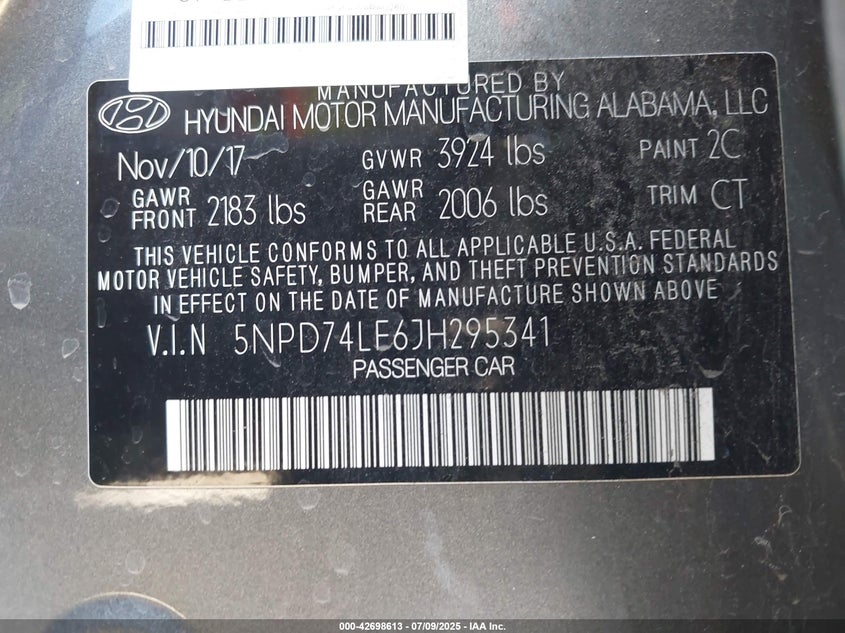 MANUFACTURED BY
HYUNDAI MOTOR MANUFACTURING ALABAMA, LLC
Nov/10/17 GVWR 3924 lbs PAINT 2C
GAWR FRONT 2183 lbs GAWR REAR 2006 lbs TRIM CT
THIS VEHICLE CONFORMS TO ALL APPLICABLE U.S.A. FEDERAL
MOTOR VEHICLE SAFETY, BUMPER, AND THEFT PREVENTION STANDARDS
IN EFFECT ON THE DATE OF MANUFACTURE SHOWN ABOVE
V.I.N 5NPD74LE6JH295341
PASSENGER CAR
000-42698613 - 07/09/2025 - IAA Inc.